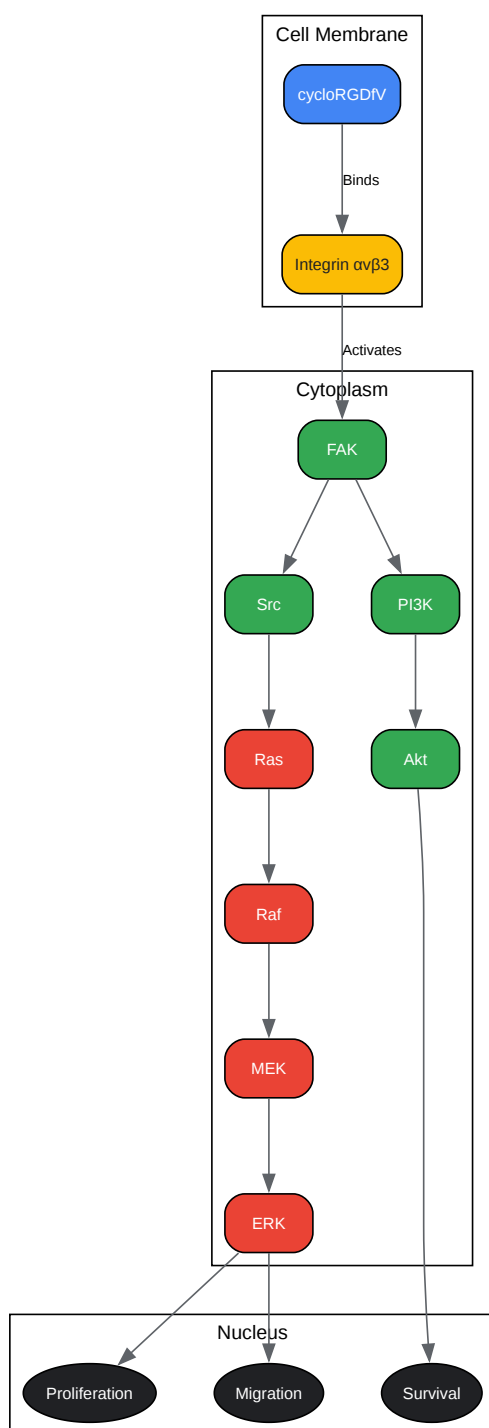 Cell Membrane
cycloRGDfV
Binds
Integrin αvβ3
Activates
Cytoplasm
FAK
Src
PI3K
Ras
Akt
Raf
MEK
ERK
Nucleus
Proliferation
Migration
Survival